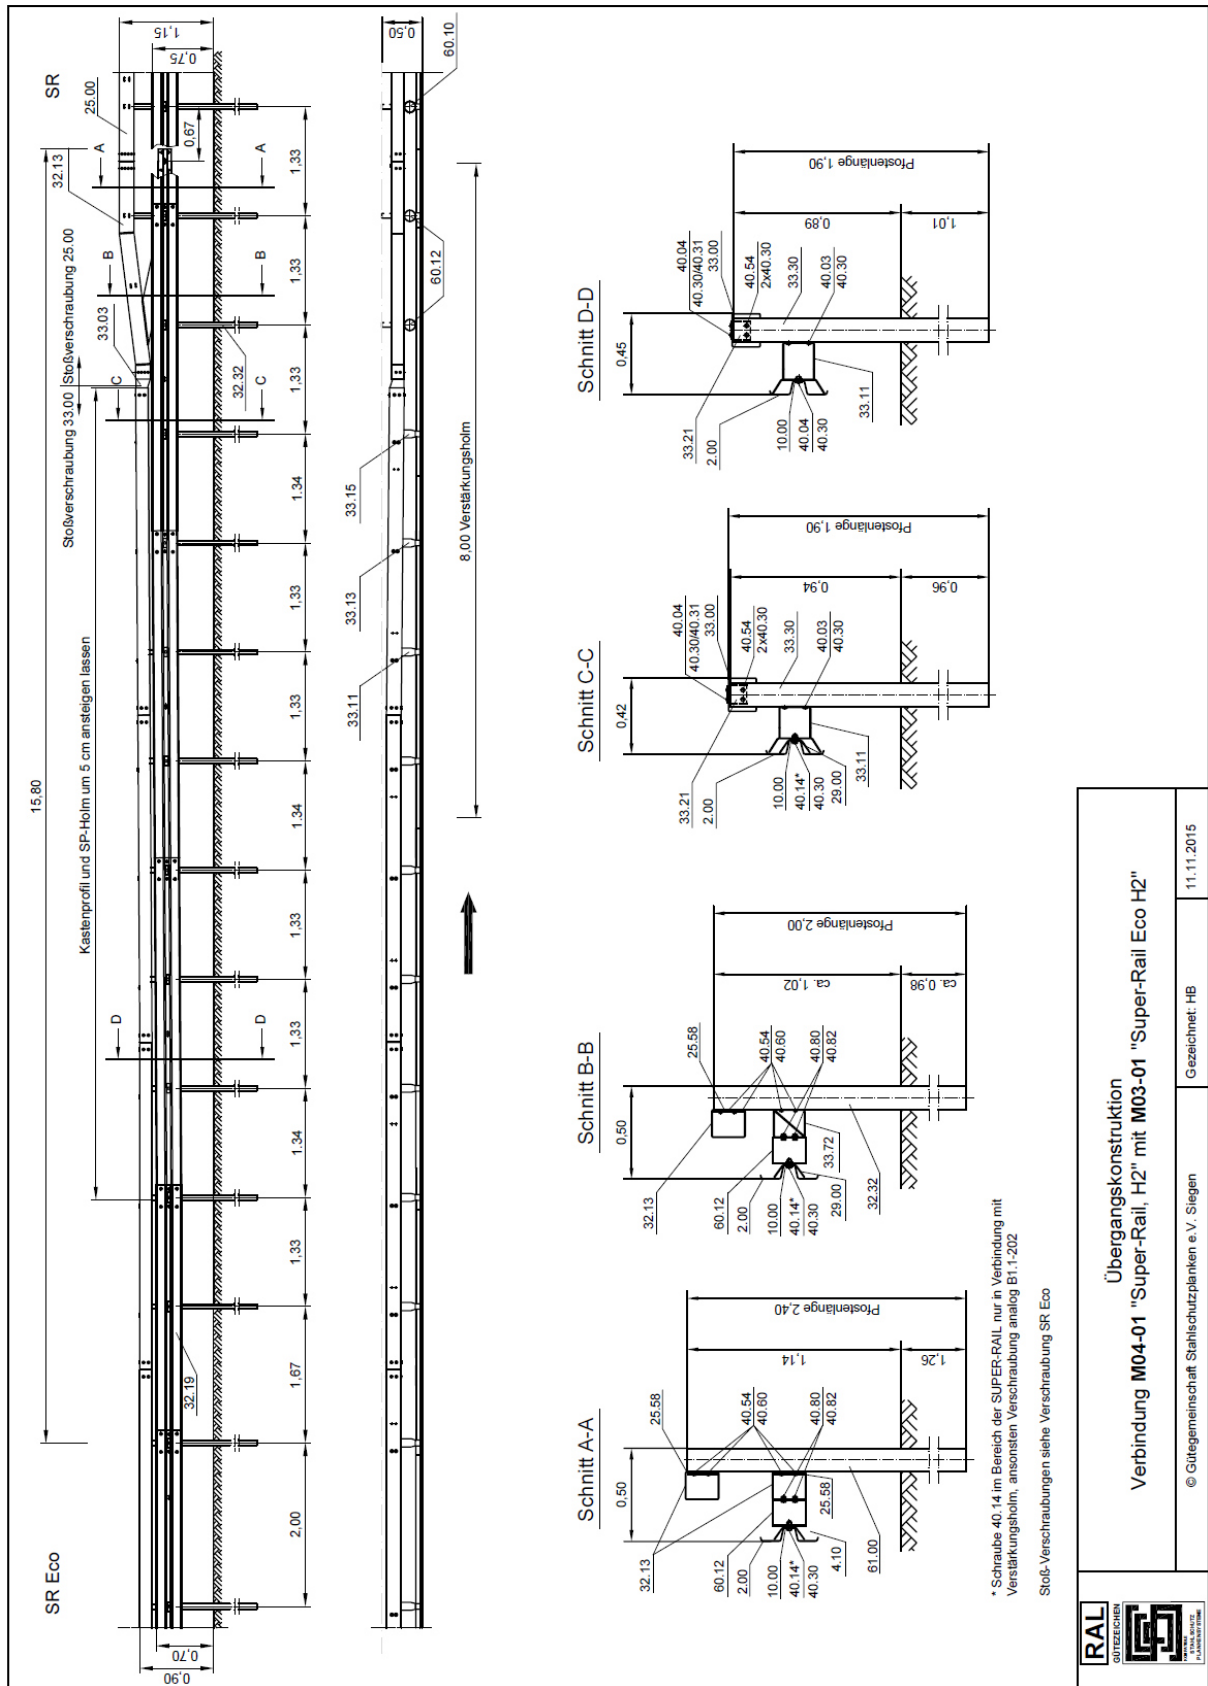 SR Eco
SR
15,80
Kastenprofil und SP-Holm um 5 cm ansteigen lassen
Stoßverschraubung 33.00
Stoßverschraubung 25.00
33.03
32.13
25.00
A
A
B
B
C
C
D
D
0,90
0,70
1,15
0,75
0,67
32.19
32.32
2,00
1,67
1,33
1.34
1,33
1,33
1.34
1,33
1,33
1.34
1,33
1,33
1,33
0,50
60.10
60.12
33.15
33.13
33.11
8,00 Verstärkungsholm
Schnitt A-A
0,50
25.58
40.54
40.60
40.80
40.82
32.13
60.12
2.00
10.00
40.14*
40.30
4.10
25.58
61.00
Pfostenlänge 2,40
1,14
1,26
Schnitt B-B
0,50
25.58
40.54
40.60
40.80
40.82
32.13
60.12
2.00
10.00
40.14*
40.30
29.00
33.72
32.32
Pfostenlänge 2,00
ca. 1,02
ca. 0,98
Schnitt C-C
0,42
40.04
40.30/40.31
33.00
40.54
2x40.30
33.30
40.03
40.30
33.21
2.00
10.00
40.14*
40.30
29.00
33.11
Pfostenlänge 1,90
0,94
0,96
Schnitt D-D
0,45
40.04
40.30/40.31
33.00
40.54
2x40.30
33.30
40.03
40.30
33.21
2.00
10.00
40.04
40.30
33.11
Pfostenlänge 1,90
0,89
1,01
* Schraube 40.14 im Bereich der SUPER-RAIL nur in Verbindung mit
Verstärkungsholm, ansonsten Verschraubung analog B1.1-202
Stoß-Verschraubungen siehe Verschraubung SR Eco
RAL
GÜTEZEICHEN
STAHLSCHUTZ
PLANKENSYSTEME
Übergangskonstruktion
Verbindung M04-01 "Super-Rail, H2" mit M03-01 "Super-Rail Eco H2"
© Gütegemeinschaft Stahlschutzplanken e.V. Siegen
Gezeichnet: HB
11.11.2015